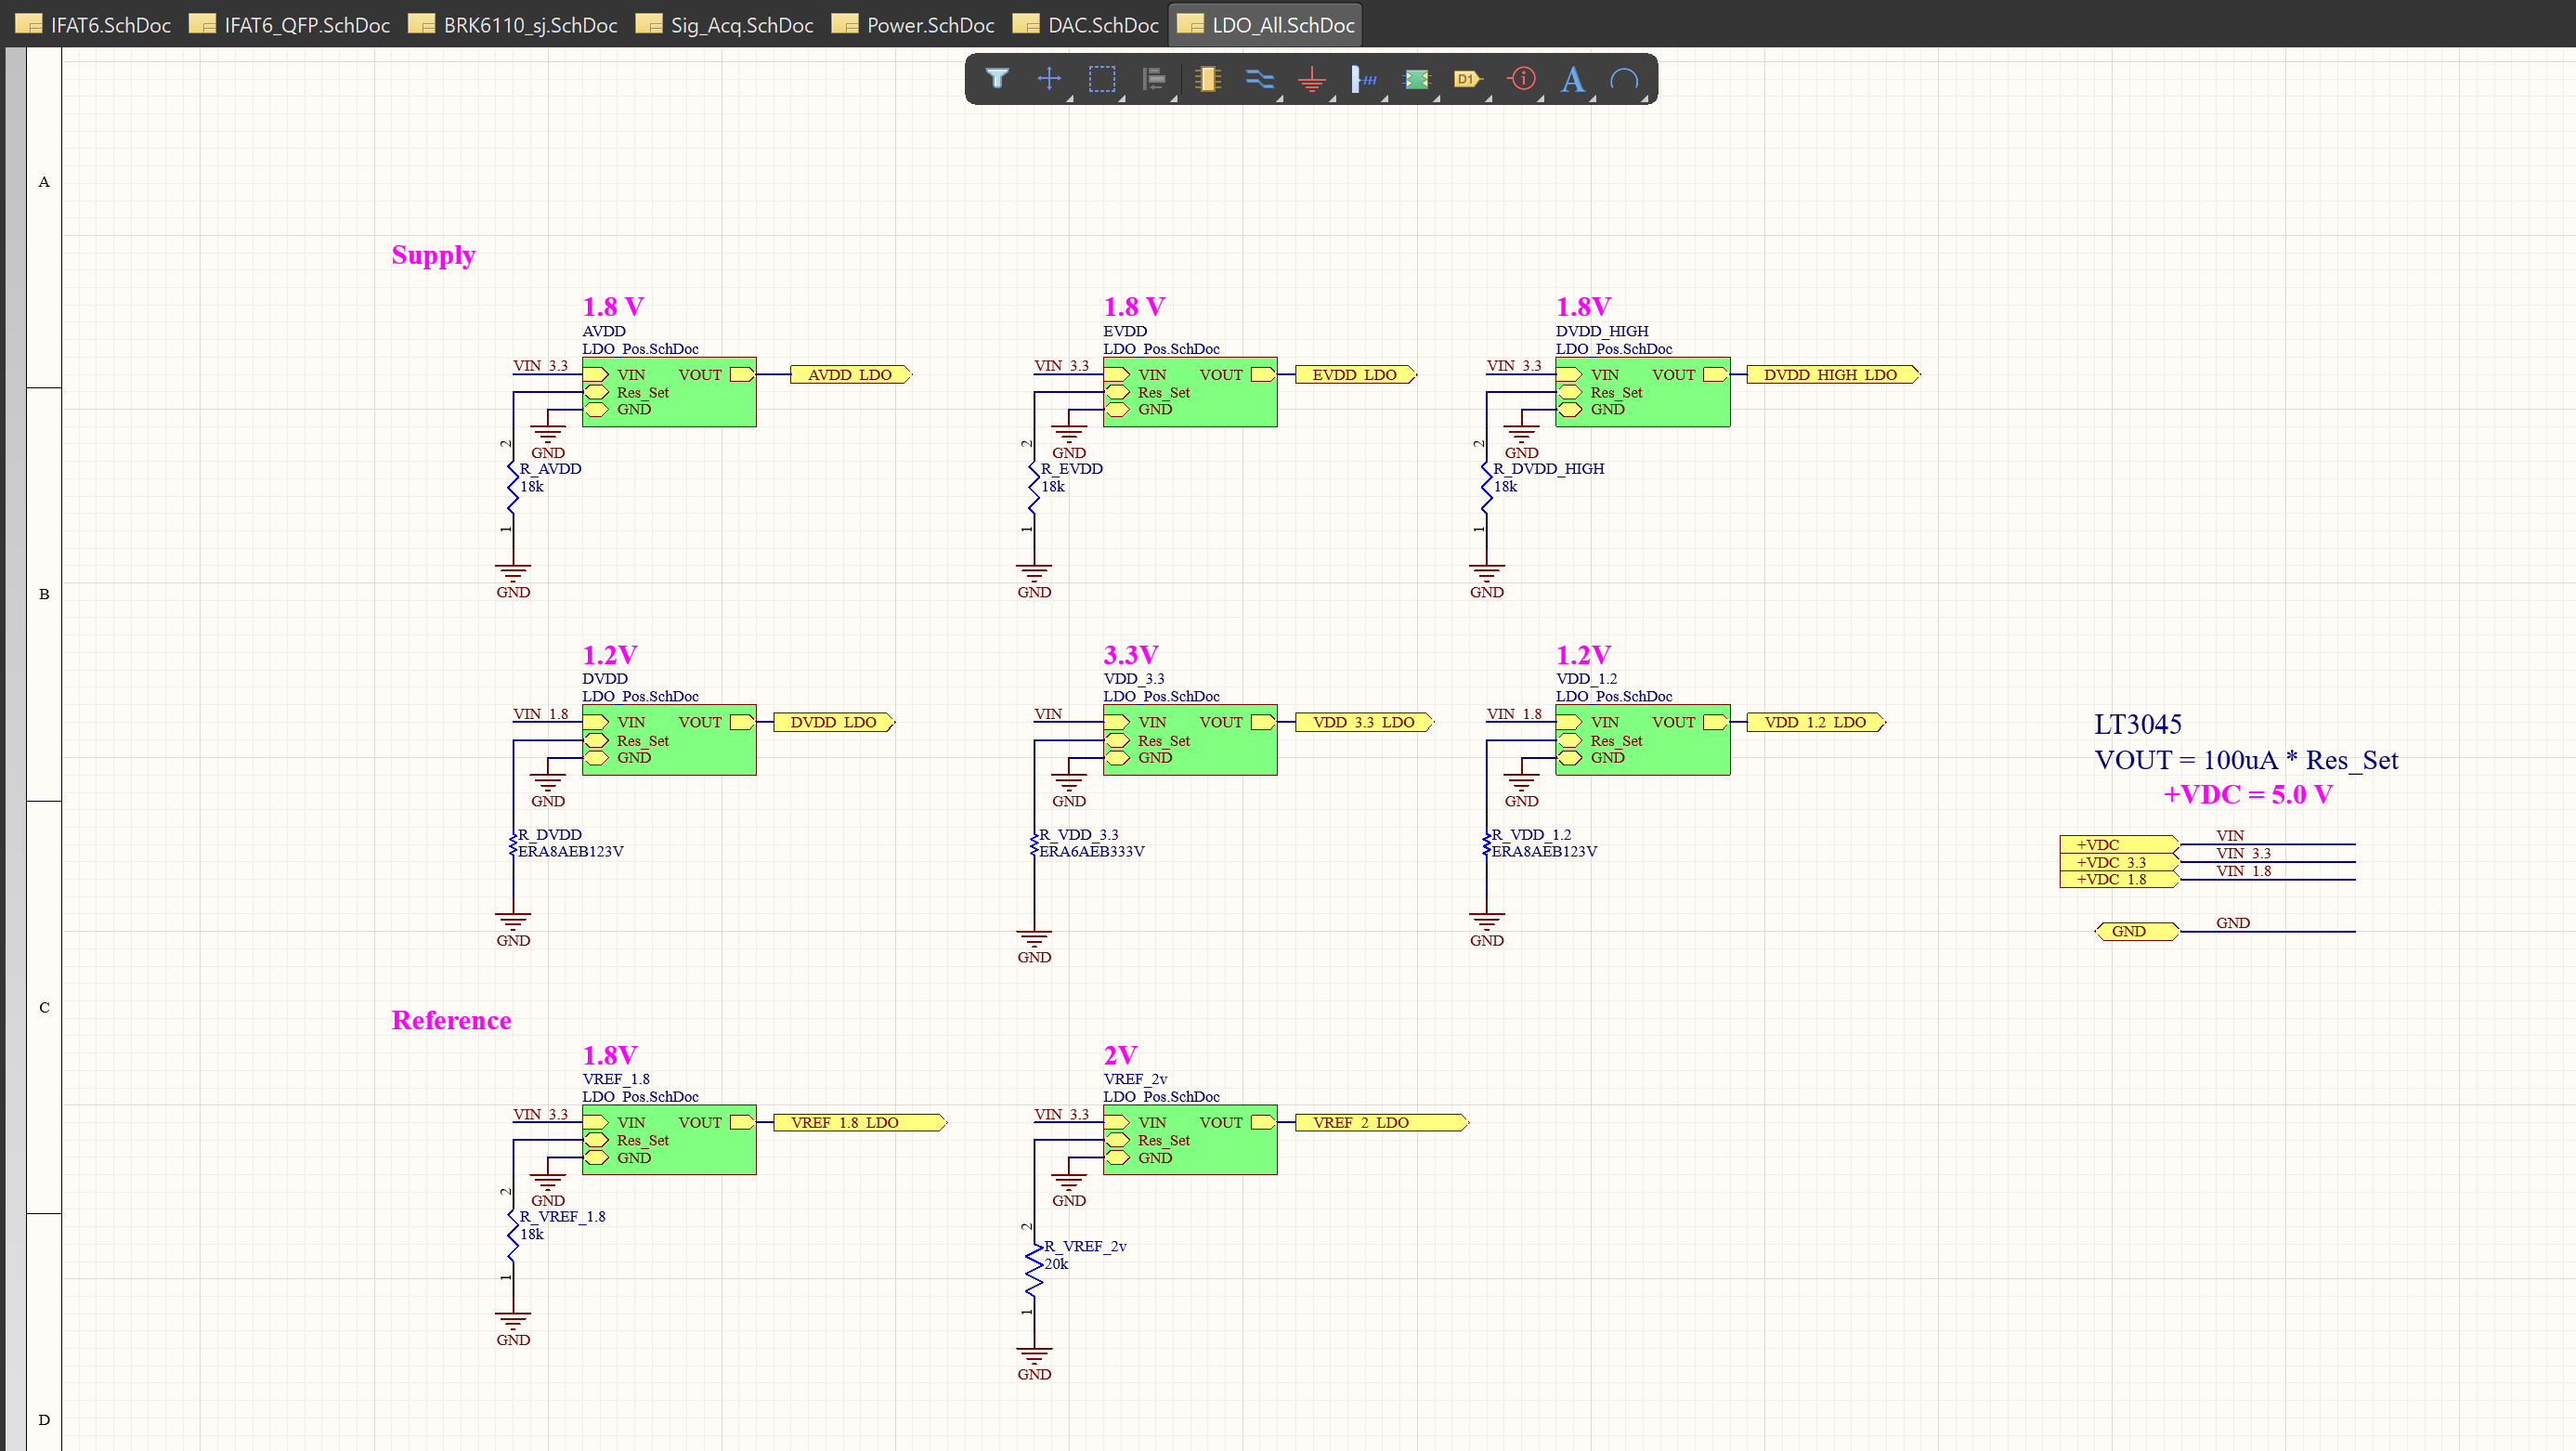 IFAT6.SchDoc IFAT6_QFP.SchDoc BRK6110_sj.SchDoc Sig_Acq.SchDoc Power.SchDoc DAC.SchDoc LDO_All.SchDoc
D1 A
A
Supply
1.8 V
AVDD
LDO_Pos.SchDoc
VIN_3.3
VIN VOUT
Res_Set
GND
AVDD_LDO
GND
2
R_AVDD
18k
1
GND
1.8 V
EVDD
LDO_Pos.SchDoc
VIN_3.3
VIN VOUT
Res_Set
GND
EVDD_LDO
GND
2
R_EVDD
18k
1
GND
1.8V
DVDD_HIGH
LDO_Pos.SchDoc
VIN_3.3
VIN VOUT
Res_Set
GND
DVDD_HIGH_LDO
GND
2
R_DVDD_HIGH
18k
1
GND
B
1.2V
DVDD
LDO_Pos.SchDoc
VIN_1.8
VIN VOUT
Res_Set
GND
DVDD_LDO
GND
R_DVDD
ERA8AEB123V
GND
3.3V
VDD_3.3
LDO_Pos.SchDoc
VIN
VIN VOUT
Res_Set
GND
VDD_3.3_LDO
GND
R_VDD_3.3
ERA6AEB333V
GND
1.2V
VDD_1.2
LDO_Pos.SchDoc
VIN_1.8
VIN VOUT
Res_Set
GND
VDD_1.2_LDO
GND
R_VDD_1.2
ERA8AEB123V
GND
LT3045
VOUT = 100uA * Res_Set
+VDC = 5.0 V
+VDC VIN
+VDC_3.3 VIN_3.3
+VDC_1.8 VIN_1.8
GND GND
C
Reference
1.8V
VREF_1.8
LDO_Pos.SchDoc
VIN_3.3
VIN VOUT
Res_Set
GND
VREF_1.8_LDO
GND
2
R_VREF_1.8
18k
1
GND
2V
VREF_2v
LDO_Pos.SchDoc
VIN_3.3
VIN VOUT
Res_Set
GND
VREF_2_LDO
GND
2
R_VREF_2v
20k
1
GND
D